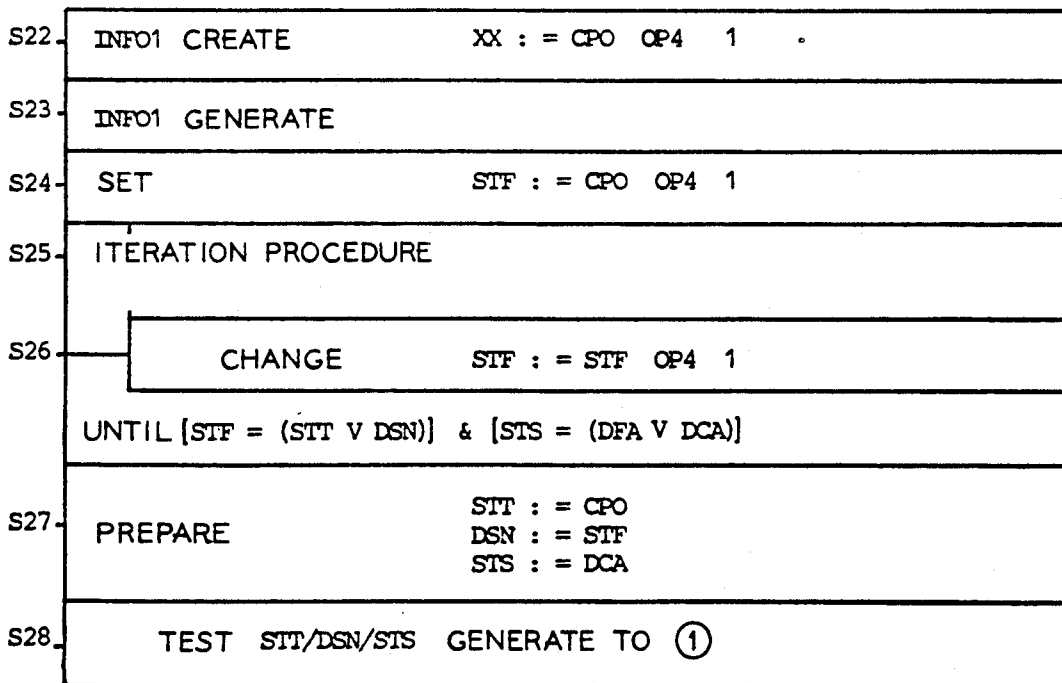 S22 INFO1 CREATE XX : = CPO OP4 1
S23 INFO1 GENERATE
S24 SET STF : = CPO OP4 1
S25 ITERATION PROCEDURE
S26 CHANGE STF : = STF OP4 1
UNTIL [STF = (STT V DSN)] & [STS = (DFA V DCA)]
STT : = CPO
S27 PREPARE DSN : = STF
STS : = DCA
S28 TEST STT/DSN/STS GENERATE TO 1